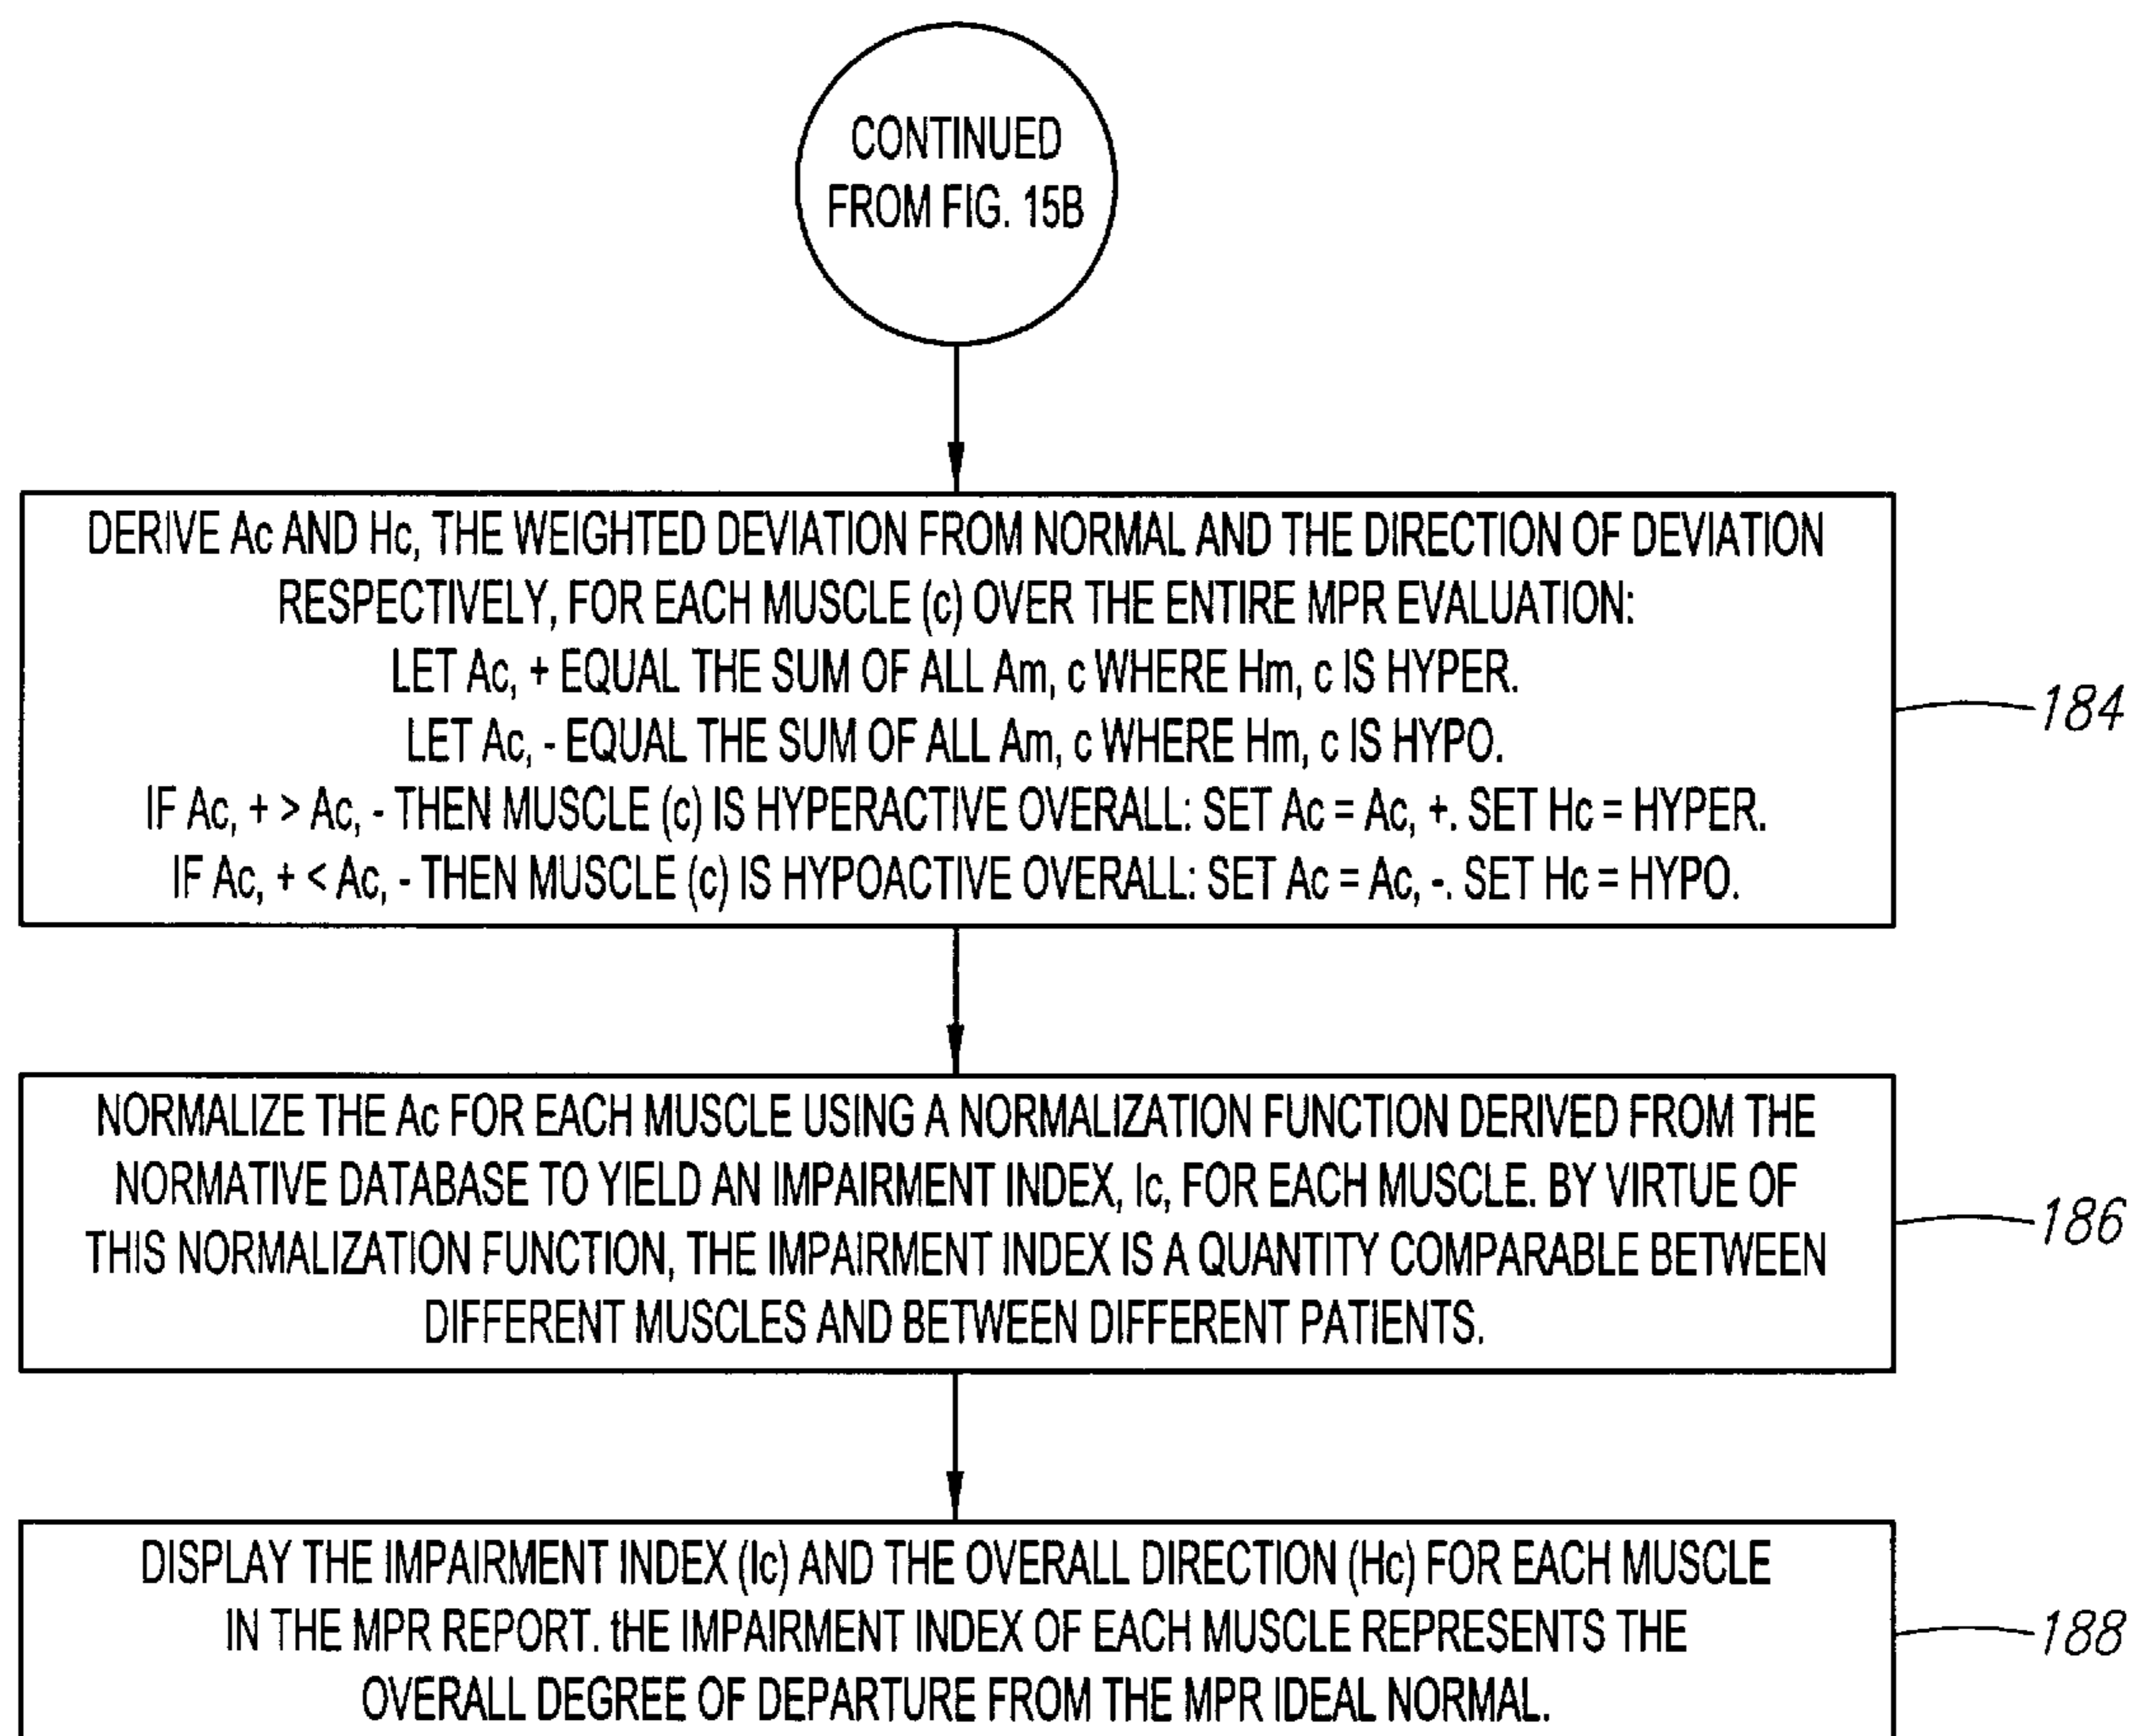 CONTINUED
FROM FIG. 15B
DERIVE Ac AND Hc, THE WEIGHTED DEVIATION FROM NORMAL AND THE DIRECTION OF DEVIATION
RESPECTIVELY, FOR EACH MUSCLE (c) OVER THE ENTIRE MPR EVALUATION:
LET Ac, + EQUAL THE SUM OF ALL Am, c WHERE Hm, c IS HYPER.
LET Ac, - EQUAL THE SUM OF ALL Am, c WHERE Hm, c IS HYPO.
IF Ac, + > Ac, - THEN MUSCLE (c) IS HYPERACTIVE OVERALL: SET Ac = Ac, +. SET Hc = HYPER.
IF Ac, + < Ac, - THEN MUSCLE (c) IS HYPOACTIVE OVERALL: SET Ac = Ac, -. SET Hc = HYPO.
184
NORMALIZE THE Ac FOR EACH MUSCLE USING A NORMALIZATION FUNCTION DERIVED FROM THE
NORMATIVE DATABASE TO YIELD AN IMPAIRMENT INDEX, Ic, FOR EACH MUSCLE. BY VIRTUE OF
THIS NORMALIZATION FUNCTION, THE IMPAIRMENT INDEX IS A QUANTITY COMPARABLE BETWEEN
DIFFERENT MUSCLES AND BETWEEN DIFFERENT PATIENTS.
186
DISPLAY THE IMPAIRMENT INDEX (Ic) AND THE OVERALL DIRECTION (Hc) FOR EACH MUSCLE
IN THE MPR REPORT. tHE IMPAIRMENT INDEX OF EACH MUSCLE REPRESENTS THE
OVERALL DEGREE OF DEPARTURE FROM THE MPR IDEAL NORMAL.
188